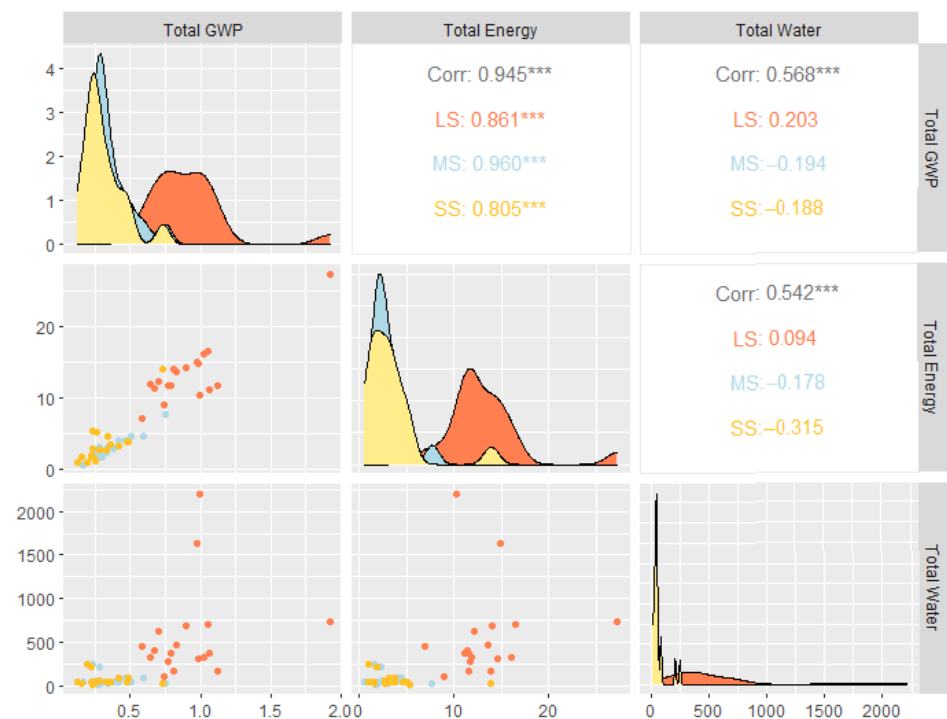 Total GWP
Total Energy
Total Water
4
3
2
1
0
Corr: 0.945***
LS: 0.861***
MS: 0.960***
SS: 0.805***
Corr: 0.568***
LS: 0.203
MS:–0.194
SS:–0.188
Total GWP
20
10
0
Corr: 0.542***
LS: 0.094
MS:–0.178
SS:–0.315
Total Energy
2000
1500
1000
500
0
Total Water
0.5 1.0 1.5 2.0
0 10 20
0 500 1000 1500 2000